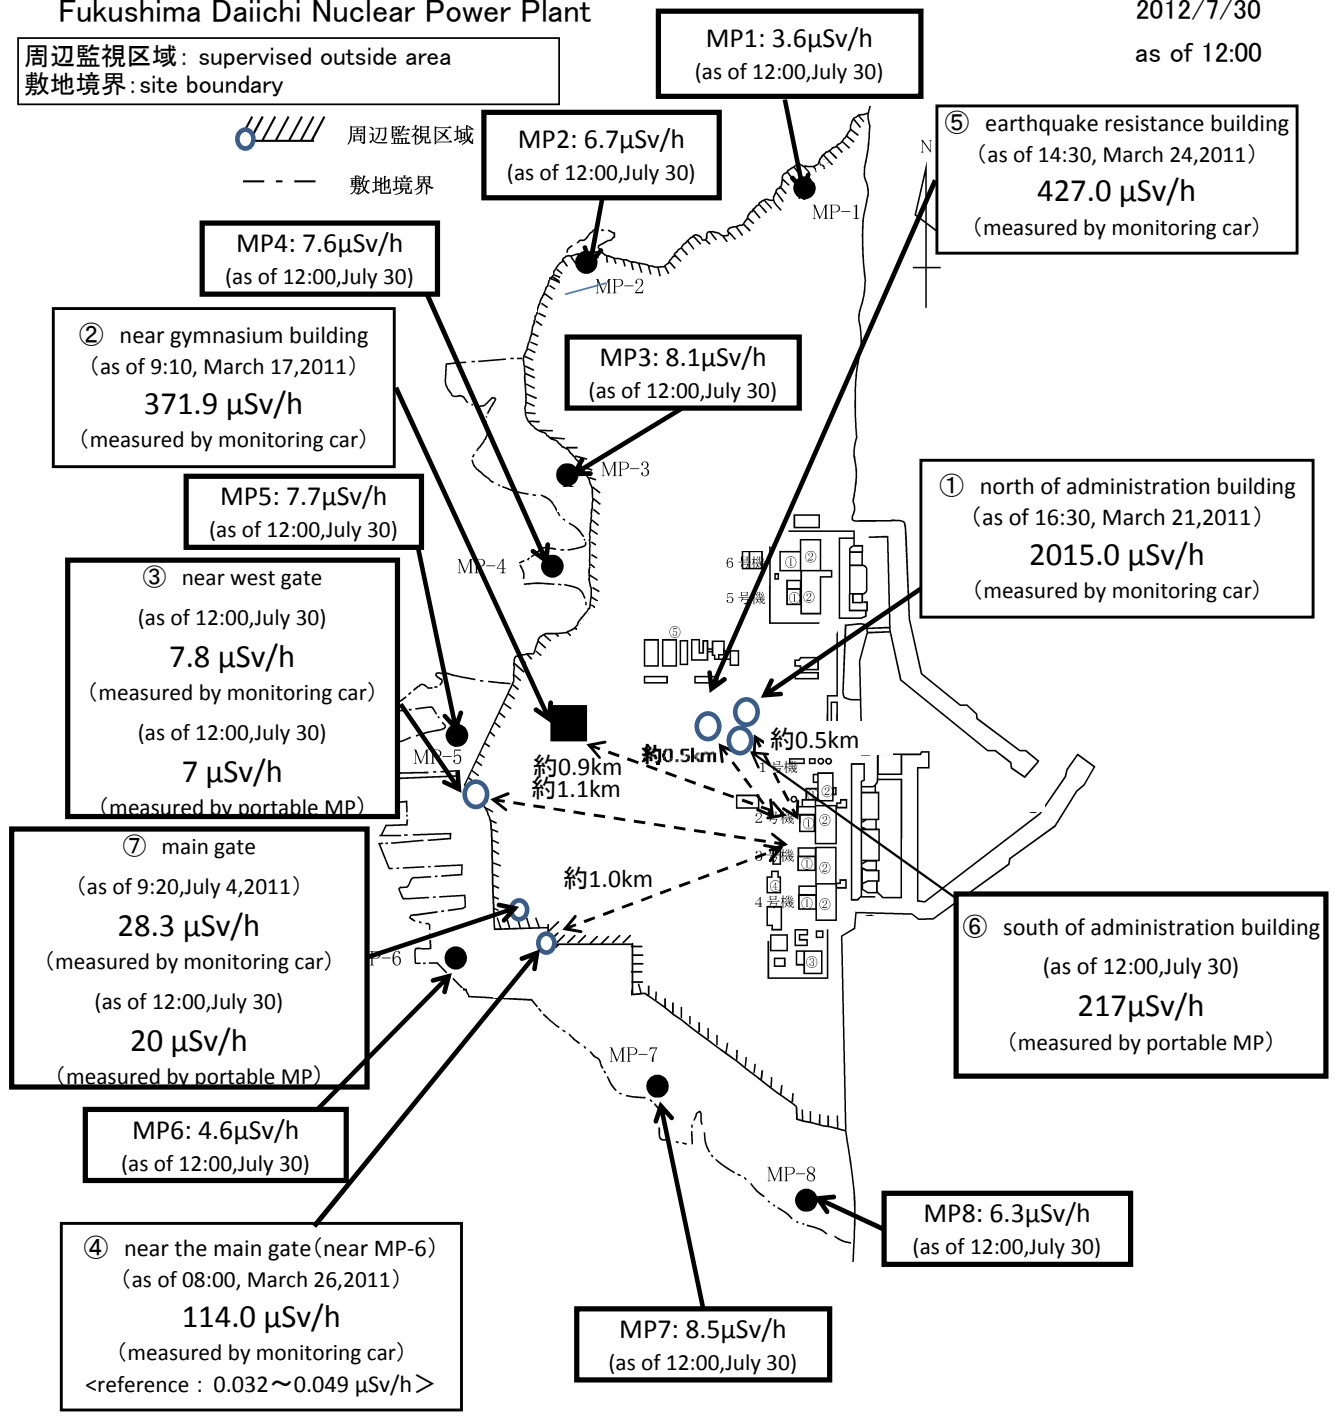 Fukushima Daiichi Nuclear Power Plant
2012/7/30
as of 12:00
周辺監視区域: supervised outside area
敷地境界:site boundary
周辺監視区域
敷地境界
N
MP1: 3.6μSv/h
(as of 12:00,July 30)
MP2: 6.7μSv/h
(as of 12:00,July 30)
⑤ earthquake resistance building
(as of 14:30, March 24,2011)
427.0 μSv/h
(measured by monitoring car)
MP-1
MP4: 7.6μSv/h
(as of 12:00,July 30)
MP-2
② near gymnasium building
(as of 9:10, March 17,2011)
371.9 μSv/h
(measured by monitoring car)
MP3: 8.1μSv/h
(as of 12:00,July 30)
MP-3
MP5: 7.7μSv/h
(as of 12:00,July 30)
① north of administration building
(as of 16:30, March 21,2011)
2015.0 μSv/h
(measured by monitoring car)
MP-4
6号機
①
②
5号機
①
②
③ near west gate
(as of 12:00,July 30)
7.8 μSv/h
(measured by monitoring car)
(as of 12:00,July 30)
7 μSv/h
(measured by portable MP)
⑤
MP-5
約0.9km
約1.1km
約0.5km
約0.5km
1号機
②
2号機
①
②
3号機
①
②
④
4号機
①
②
③
約1.0km
⑦ main gate
(as of 9:20,July 4,2011)
28.3 μSv/h
(measured by monitoring car)
(as of 12:00,July 30)
20 μSv/h
(measured by portable MP)
P-6
⑥ south of administration building
(as of 12:00,July 30)
217μSv/h
(measured by portable MP)
MP-7
MP6: 4.6μSv/h
(as of 12:00,July 30)
MP-8
MP8: 6.3μSv/h
(as of 12:00,July 30)
④ near the main gate(near MP-6)
(as of 08:00, March 26,2011)
114.0 μSv/h
(measured by monitoring car)
<reference : 0.032～0.049 μSv/h＞
MP7: 8.5μSv/h
(as of 12:00,July 30)